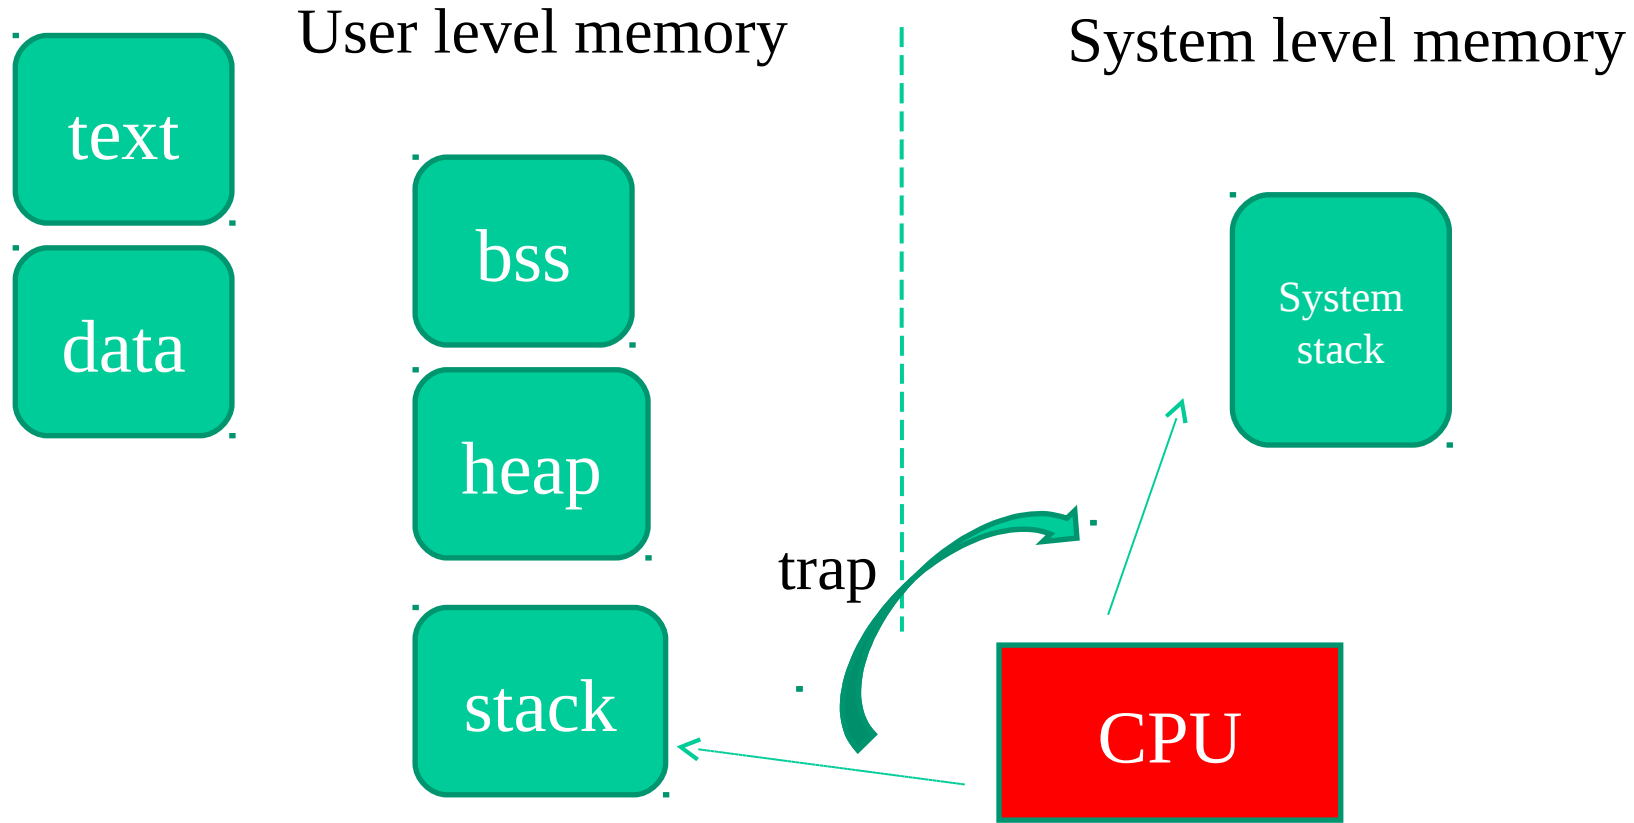 User level memory
System level memory
text
data
bss
heap
stack
trap
System
stack
CPU